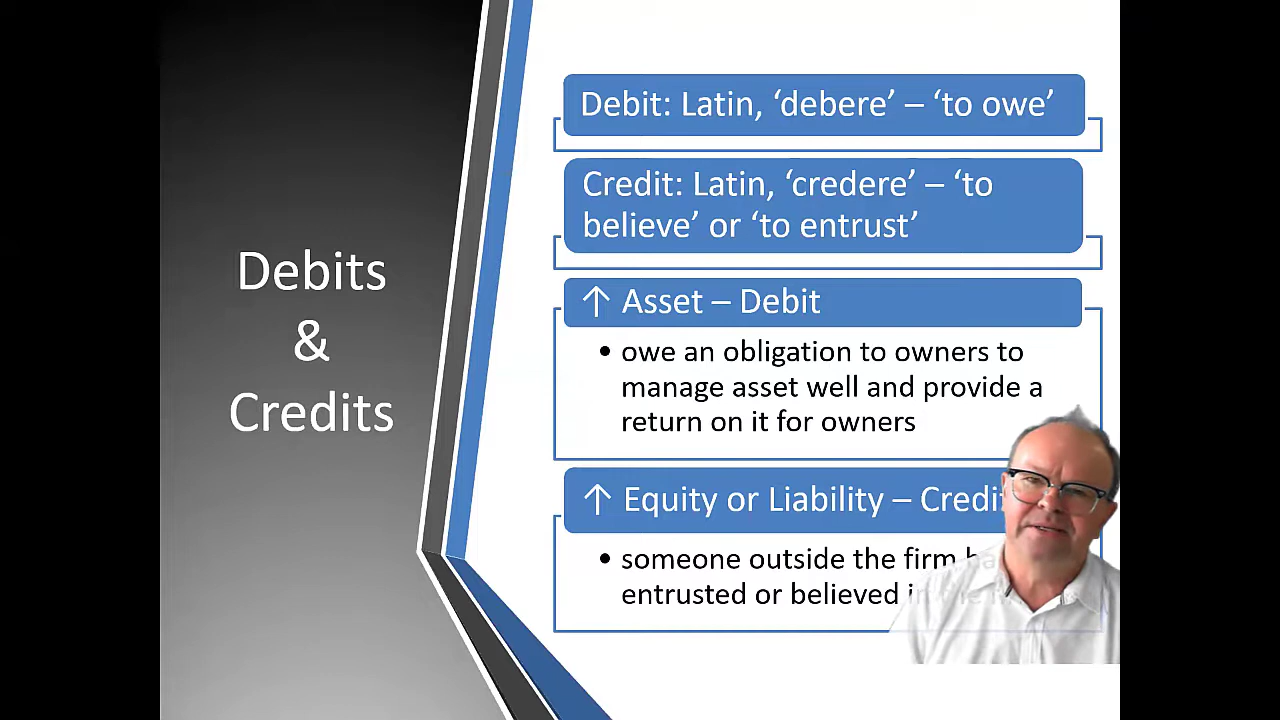 Debits
&
Credits
Debit: Latin, ‘debere’ – ‘to owe’
Credit: Latin, ‘credere’ – ‘to
believe’ or ‘to entrust’
↑ Asset – Debit
• owe an obligation to owners to
manage asset well and provide a
return on it for owners
↑ Equity or Liability –
• someone outside the firm
entrusted or believed